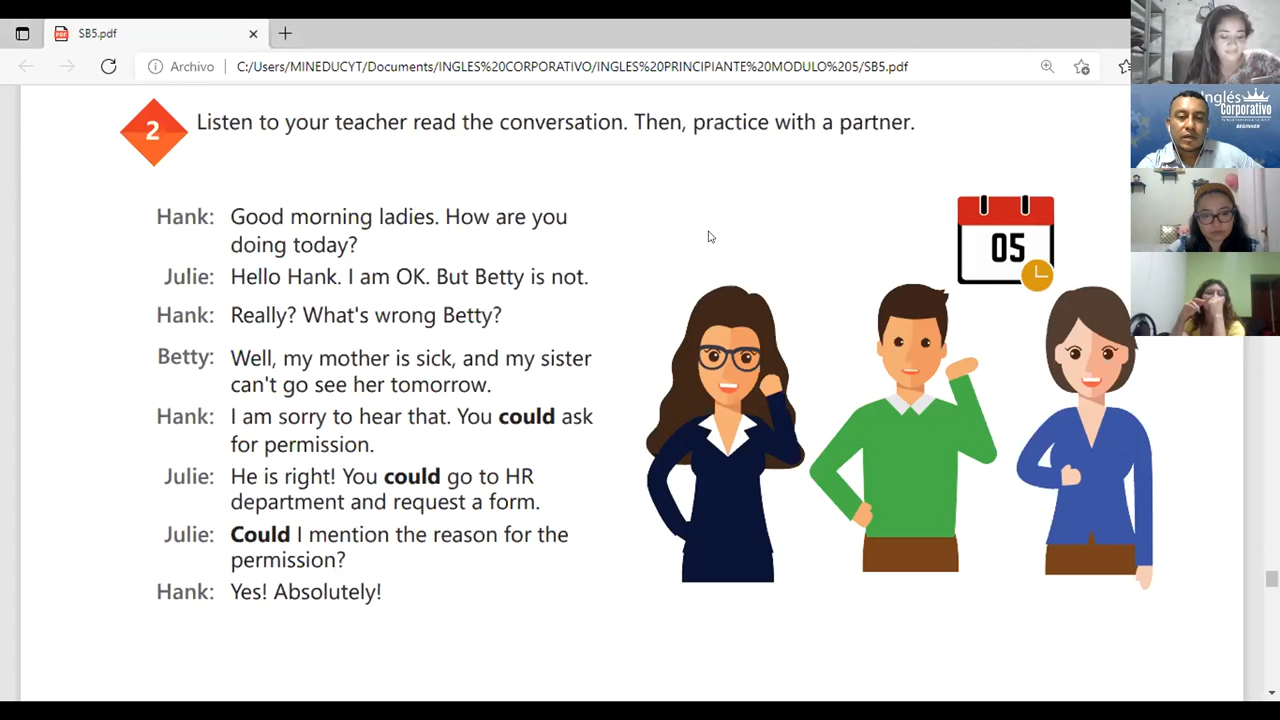 SB5.pdf
Archivo
C:/Users/MINEDUCYT/Documents/INGLES%20CORPORATIVO/INGLES%20PRINCIPIANTE%20MODULO%205/SB5.pdf
2
Listen to your teacher read the conversation. Then, practice with a partner.
Hank: Good morning ladies. How are you
doing today?
Julie: Hello Hank. I am OK. But Betty is not.
Hank: Really? What's wrong Betty?
Betty: Well, my mother is sick, and my sister
can't go see her tomorrow.
Hank: I am sorry to hear that. You could ask
for permission.
Julie: He is right! You could go to HR
department and request a form.
Julie: Could I mention the reason for the
permission?
Hank: Yes! Absolutely!
05
Inglés
Corporativo
BEGINNER